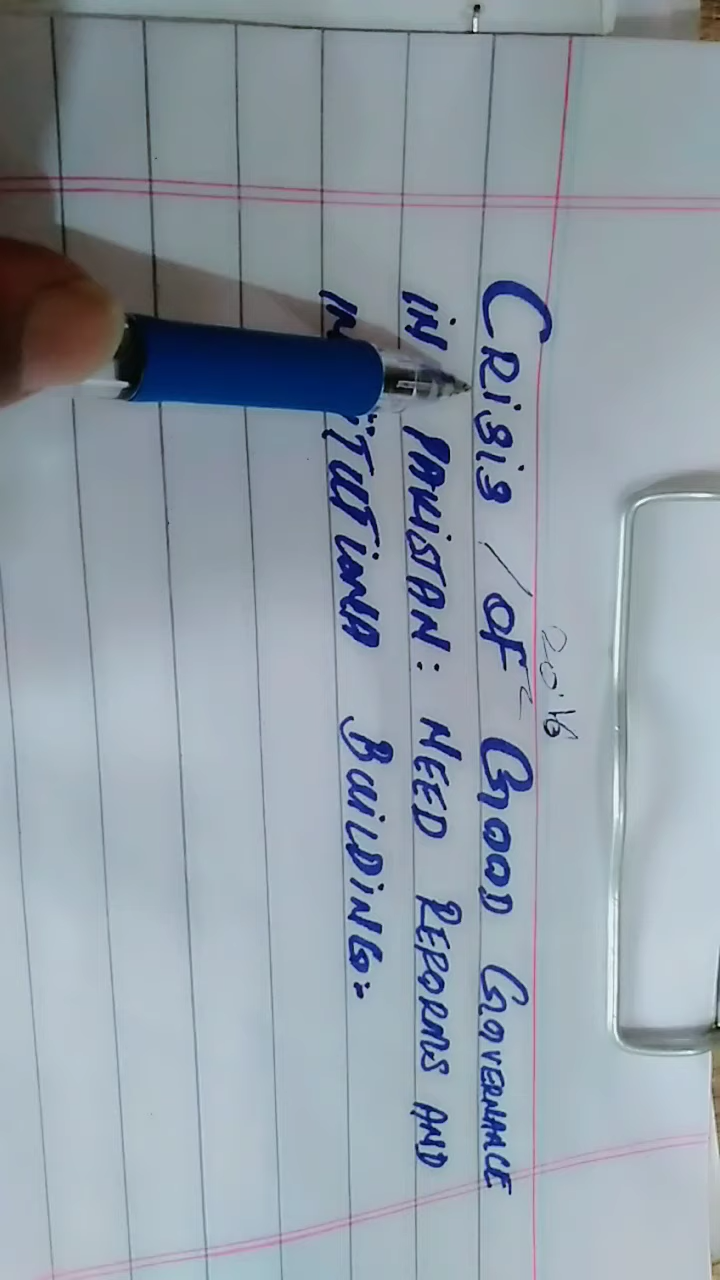 2016
CRISIS / OF GOOD GOVERNANCE
IN PAKISTAN: NEED REFORMS AND
BUILDING:-